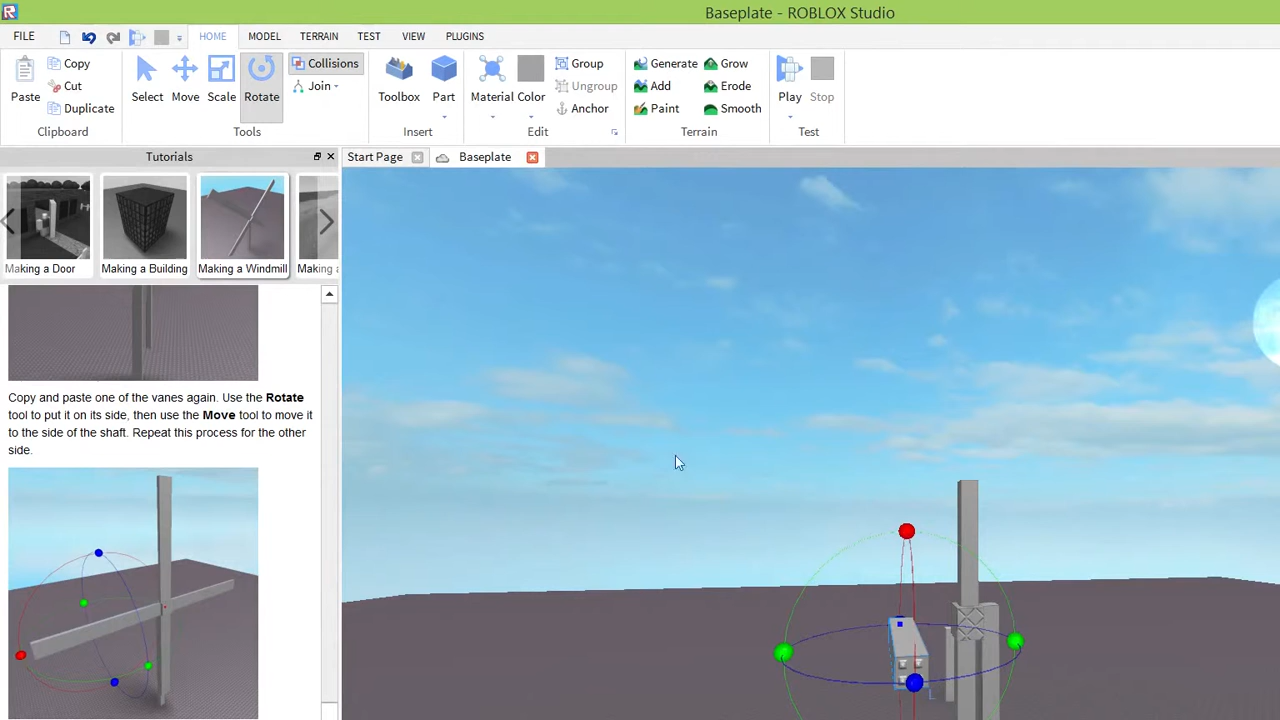 Baseplate - ROBLOX Studio
FILE
HOME
MODEL
TERRAIN
TEST
VIEW
PLUGINS
Paste
Copy
Cut
Duplicate
Clipboard
Select
Move
Scale
Rotate
Collisions
Join
Tools
Toolbox
Part
Insert
Material
Color
Group
Ungroup
Anchor
Edit
Generate
Grow
Add
Erode
Paint
Smooth
Terrain
Play
Stop
Test
Tutorials
Start Page
Baseplate
Making a Door
Making a Building
Making a Windmill
Making a
Copy and paste one of the vanes again. Use the Rotate
tool to put it on its side, then use the Move tool to move it
to the side of the shaft. Repeat this process for the other
side.